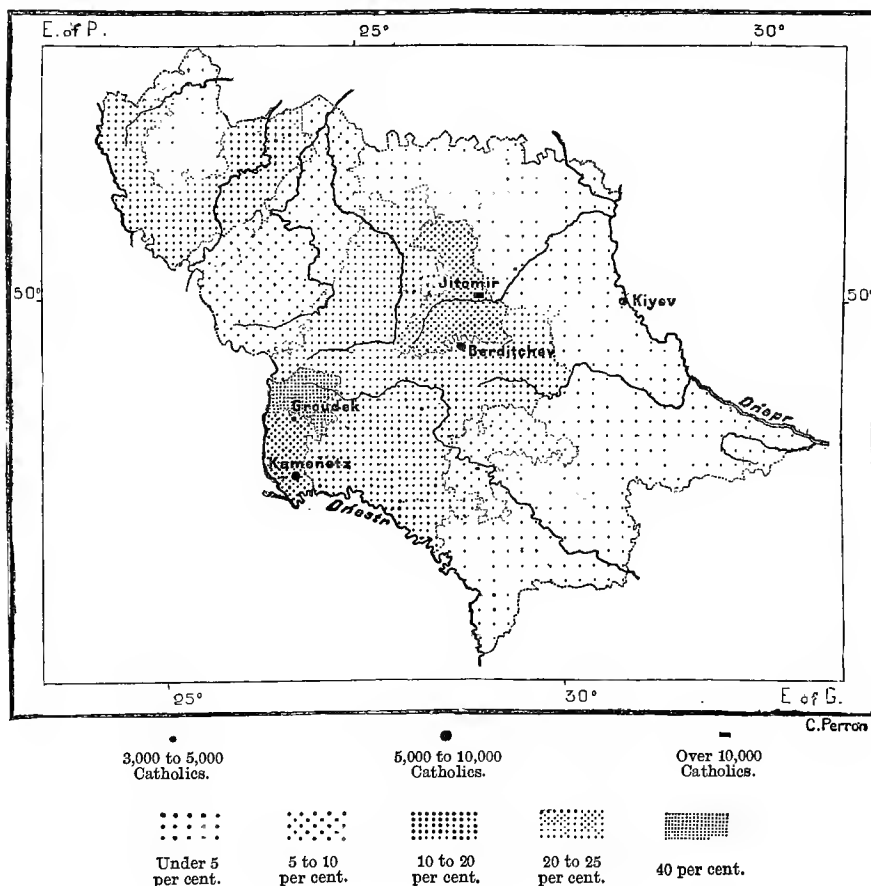 E. of P. 25° 30°
50° Jitomir Kiyev 50°
Berditchev
Dnepr
Groudek
Kamenetz
Dnestr
25° 30° E of G.
C. Perron
3,000 to 5,000 Catholics.
5,000 to 10,000 Catholics.
Over 10,000 Catholics.
Under 5 per cent.
5 to 10 per cent.
10 to 20 per cent.
20 to 25 per cent.
40 per cent.